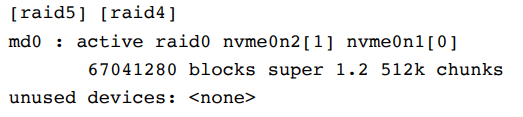 [raid5] [raid4]
md0 : active raid0 nvme0n2[1] nvme0n1[0]
67041280 blocks super 1.2 512k chunks
unused devices: <none>